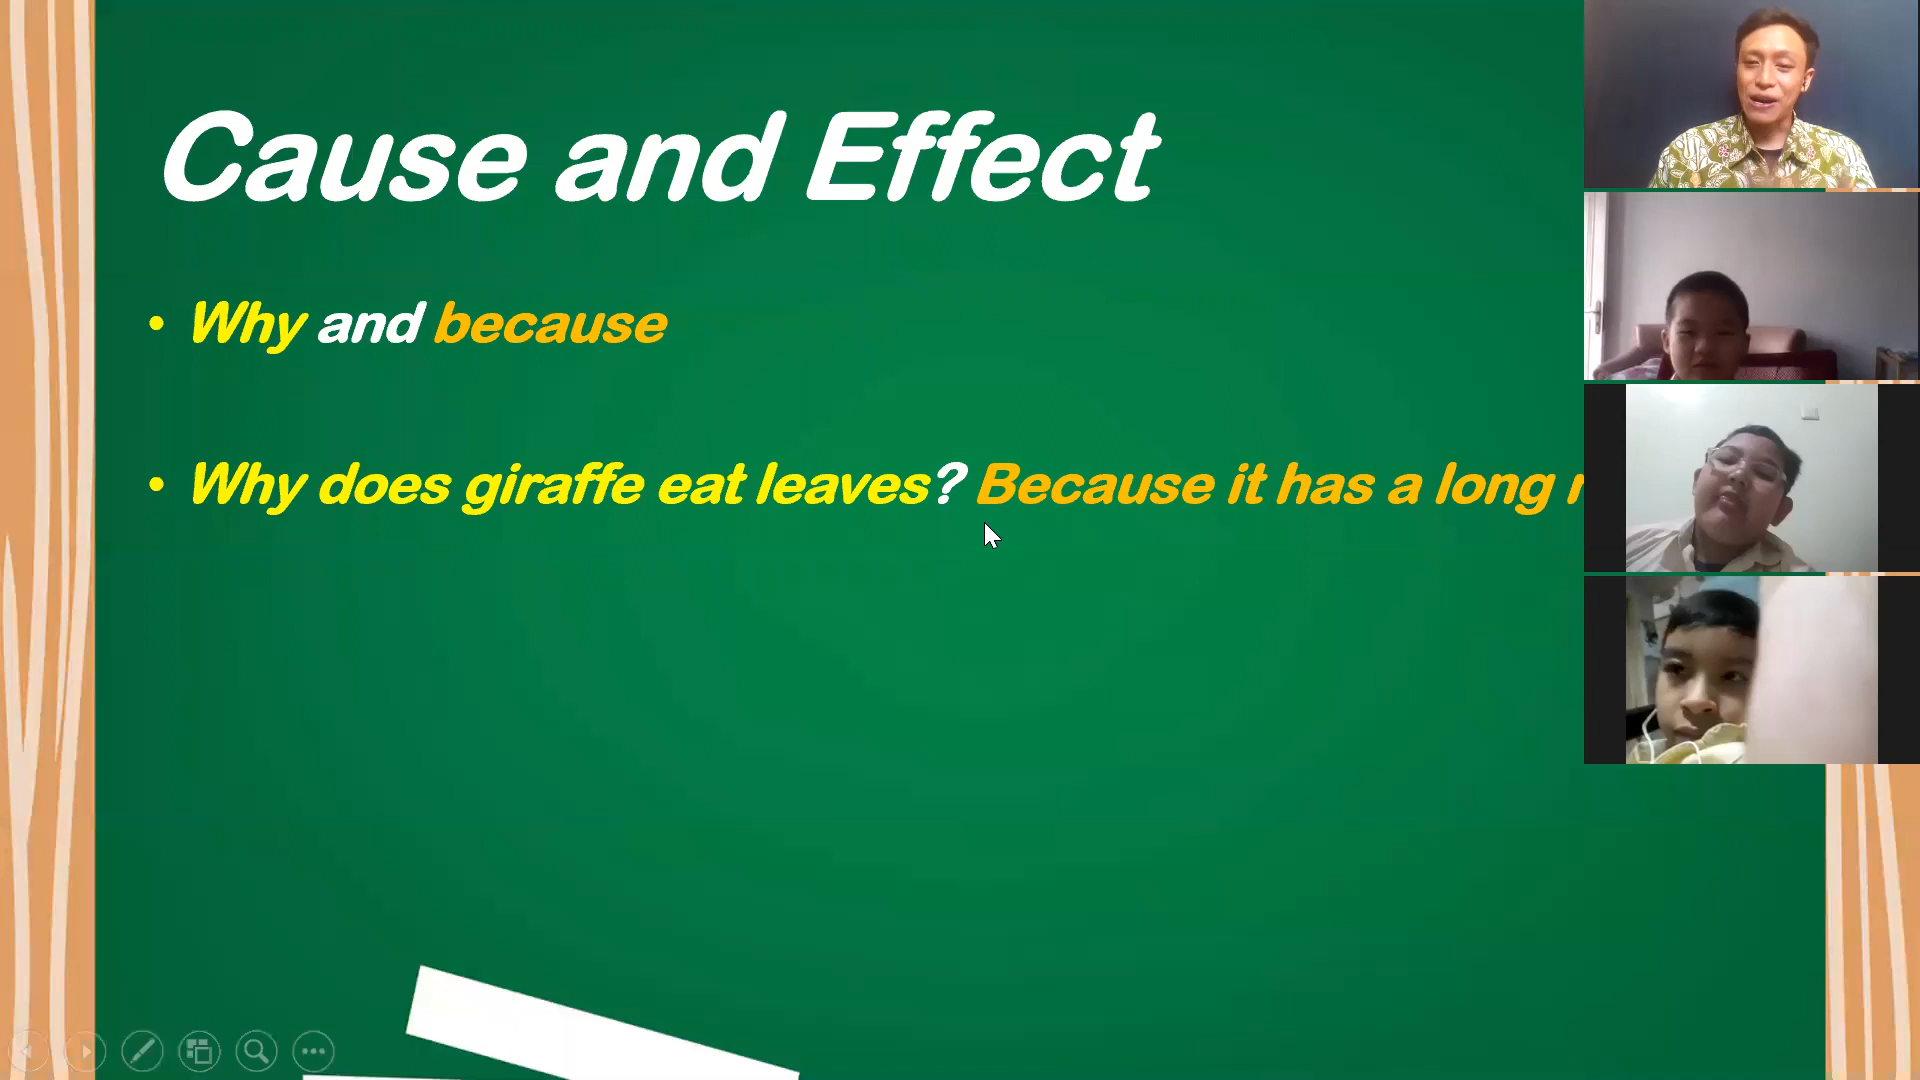 Cause and Effect
• Why and because
• Why does giraffe eat leaves? Because it has a long